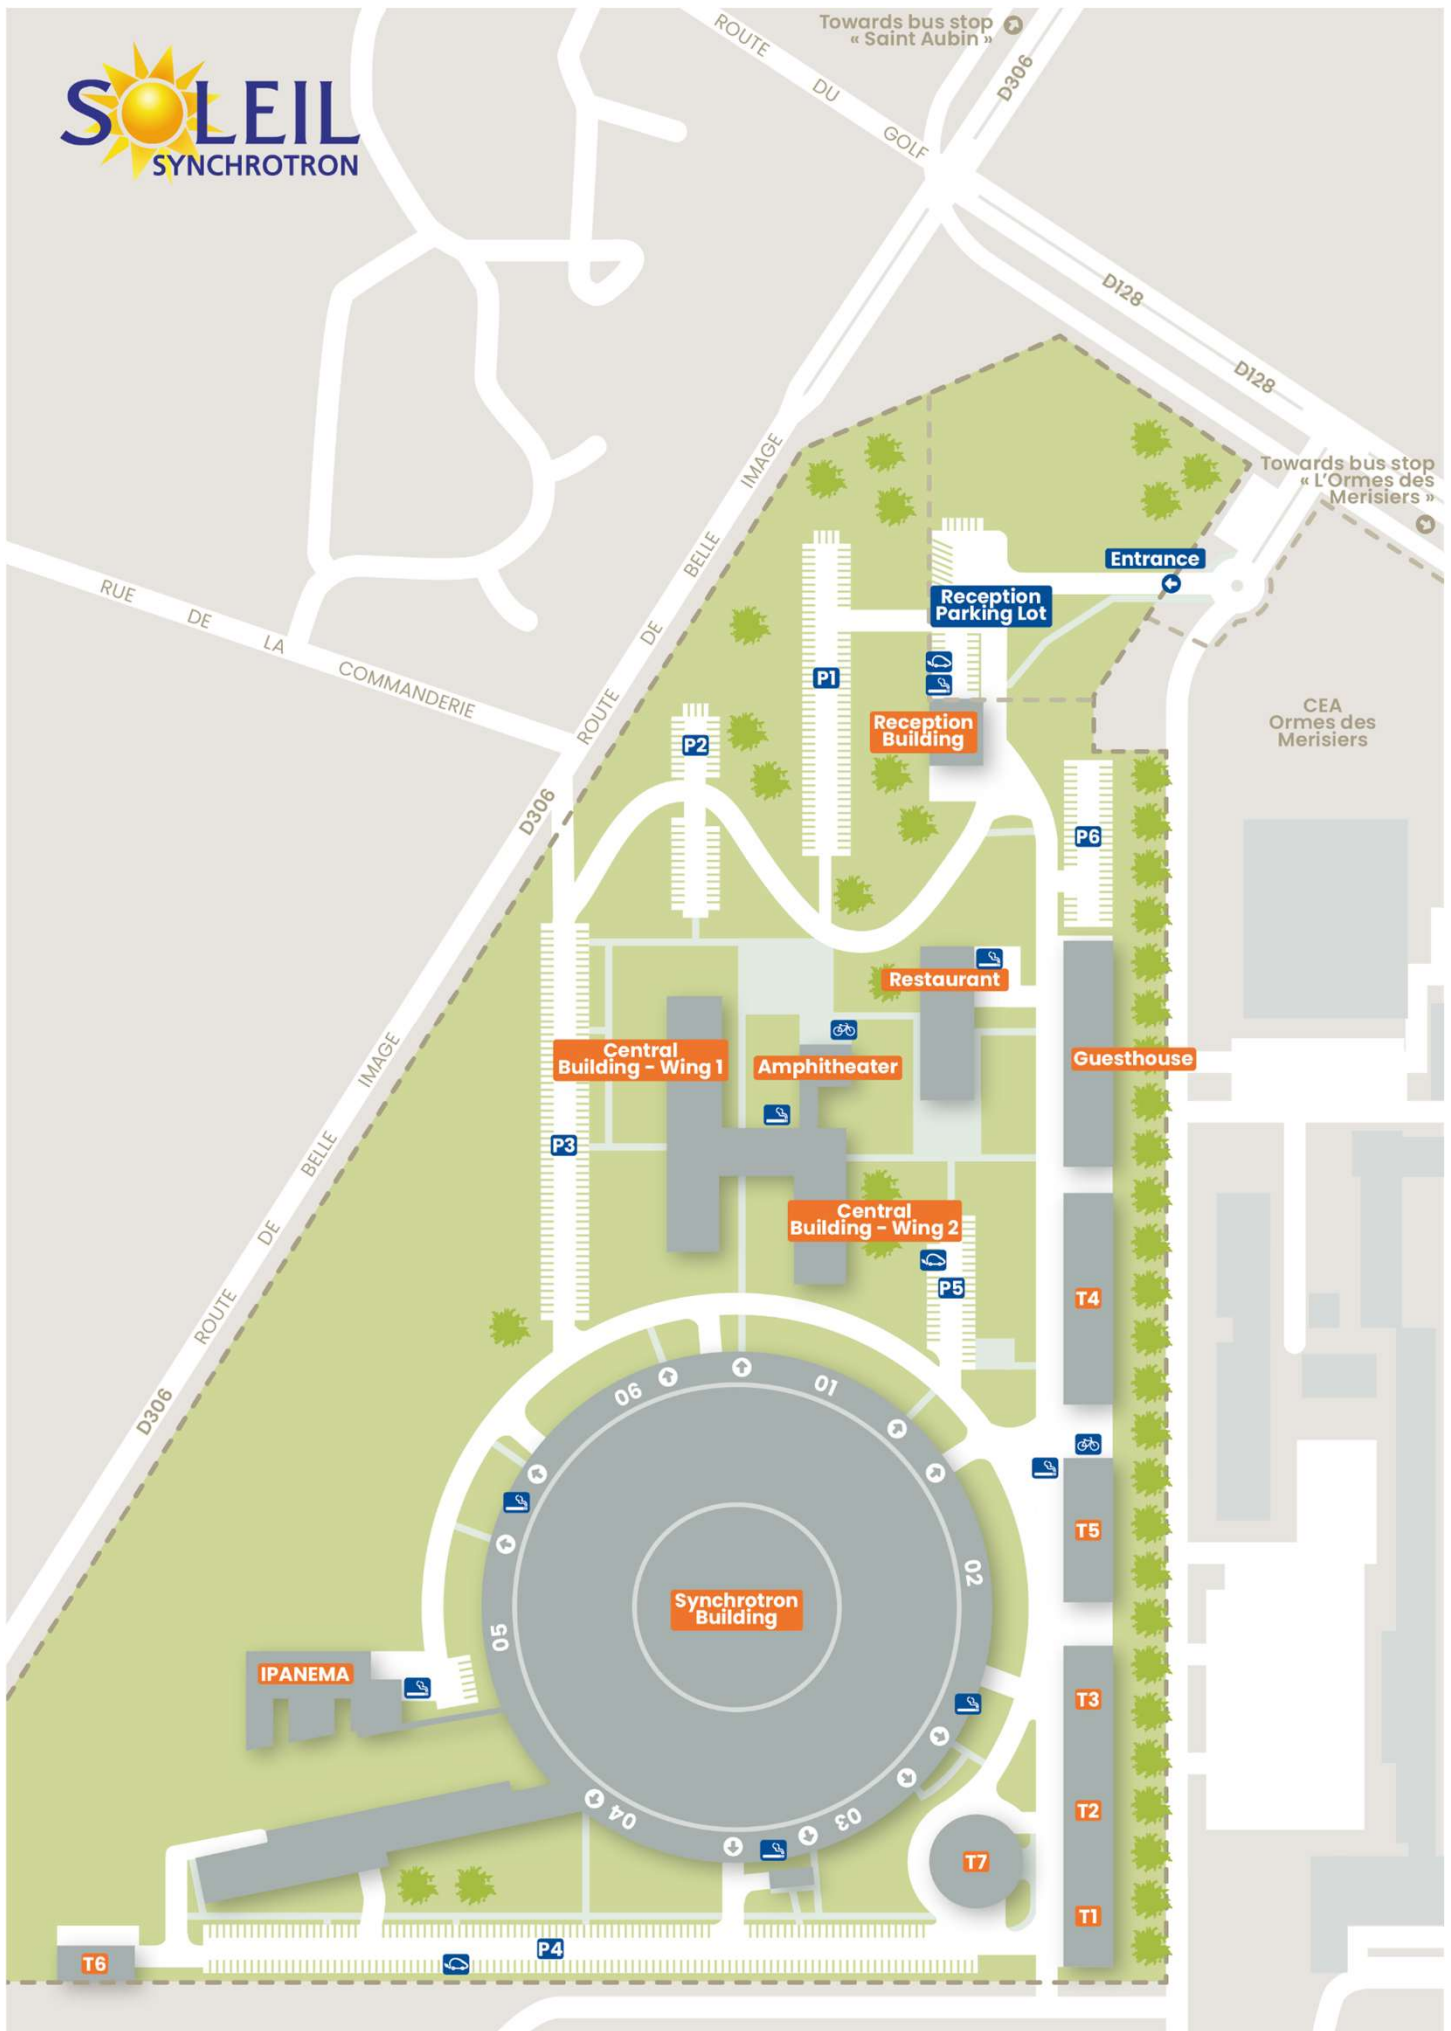 SOLEIL
SYNCHROTRON
Towards bus stop
« Saint Aubin »
ROUTE DU GOLF
D306
D128
D128
Towards bus stop
« L'Ormes des
Merisiers »
ROUTE DE BELLE IMAGE
Entrance
Reception
Parking Lot
RUE DE LA COMMANDERIE
P1
CEA
Ormes des
Merisiers
Reception
Building
P2
D306
P6
Restaurant
Central
Building - Wing 1
Amphitheater
Guesthouse
ROUTE DE BELLE IMAGE
P3
Central
Building - Wing 2
P5
T4
D306
06
01
T5
02
Synchrotron
Building
05
IPANEMA
T3
T2
04
03
T7
T1
P4
T6